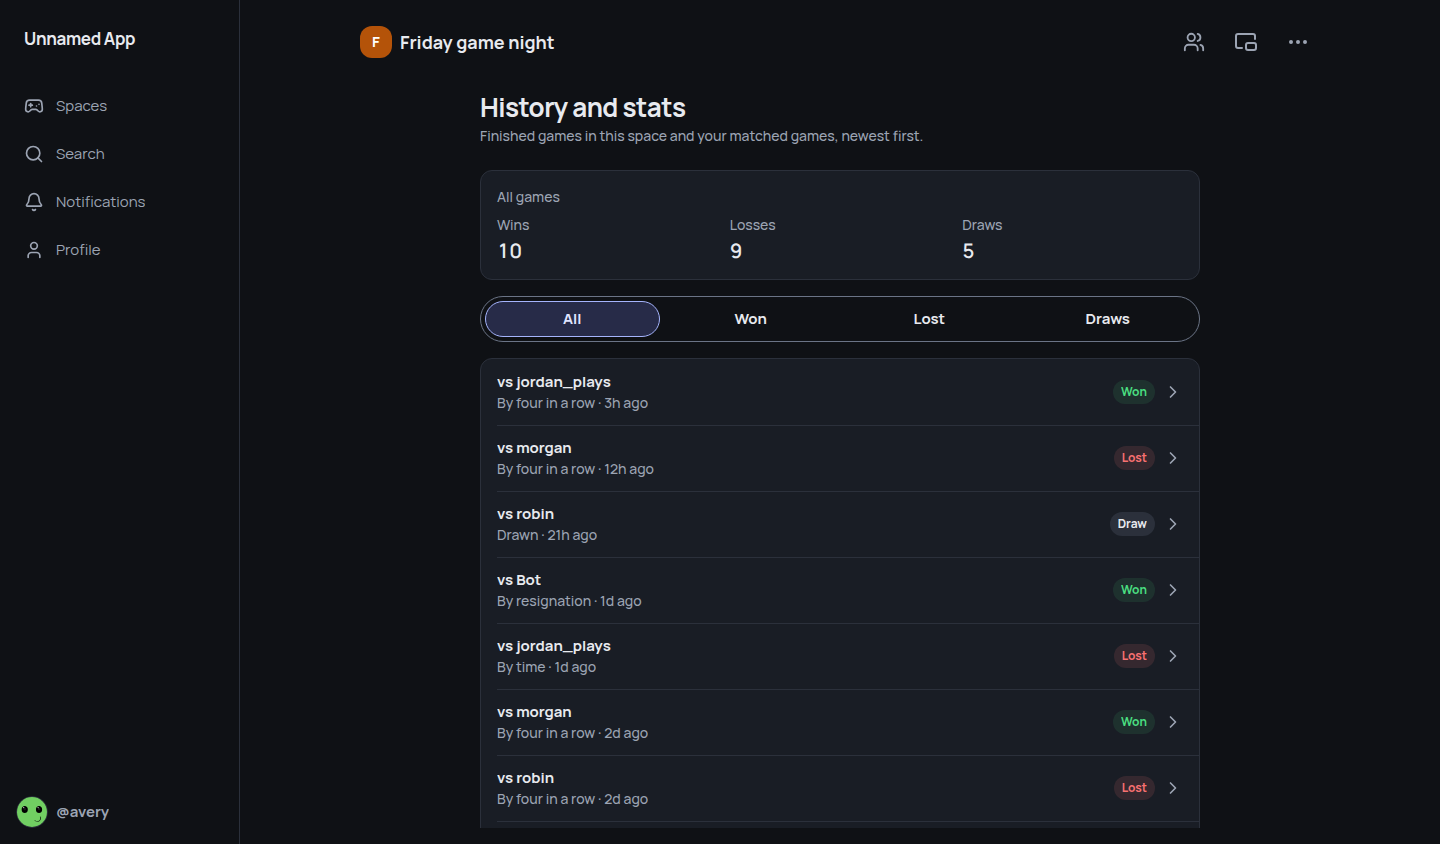 Unnamed App
Spaces
Search
Notifications
Profile
@avery
F
Friday game night
History and stats
Finished games in this space and your matched games, newest first.
All games
Wins
Losses
Draws
10
9
5
All
Won
Lost
Draws
vs jordan_plays
By four in a row · 3h ago
Won
vs morgan
By four in a row · 12h ago
Lost
vs robin
Drawn · 21h ago
Draw
vs Bot
By resignation · 1d ago
Won
vs jordan_plays
By time · 1d ago
Lost
vs morgan
By four in a row · 2d ago
Won
vs robin
By four in a row · 2d ago
Lost